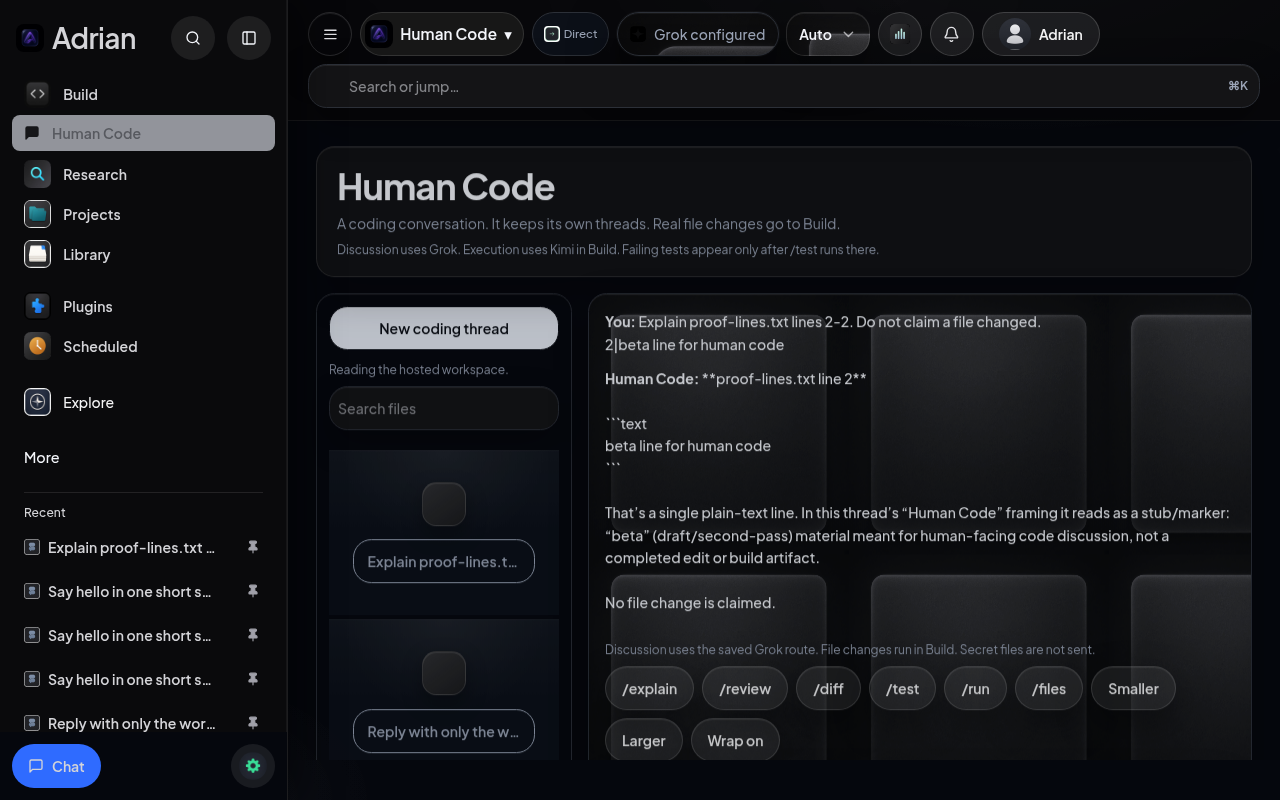 Adrian
Build
Human Code
Research
Projects
Library
Plugins
Scheduled
Explore
More
Recent
Explain proof-lines.txt ...
Say hello in one short s...
Say hello in one short s...
Say hello in one short s...
Reply with only the wor...
Chat
Human Code ▾
Direct
Grok configured
Auto
Adrian
Search or jump...
⌘K
Human Code
A coding conversation. It keeps its own threads. Real file changes go to Build.
Discussion uses Grok. Execution uses Kimi in Build. Failing tests appear only after /test runs there.
New coding thread
Reading the hosted workspace.
Search files
Explain proof-lines.t...
Reply with only the w...
You: Explain proof-lines.txt lines 2-2. Do not claim a file changed.
2|beta line for human code
Human Code: **proof-lines.txt line 2**
```text
beta line for human code
```
That’s a single plain-text line. In this thread’s “Human Code” framing it reads as a stub/marker:
“beta” (draft/second-pass) material meant for human-facing code discussion, not a
completed edit or build artifact.
No file change is claimed.
Discussion uses the saved Grok route. File changes run in Build. Secret files are not sent.
/explain
/review
/diff
/test
/run
/files
Smaller
Larger
Wrap on